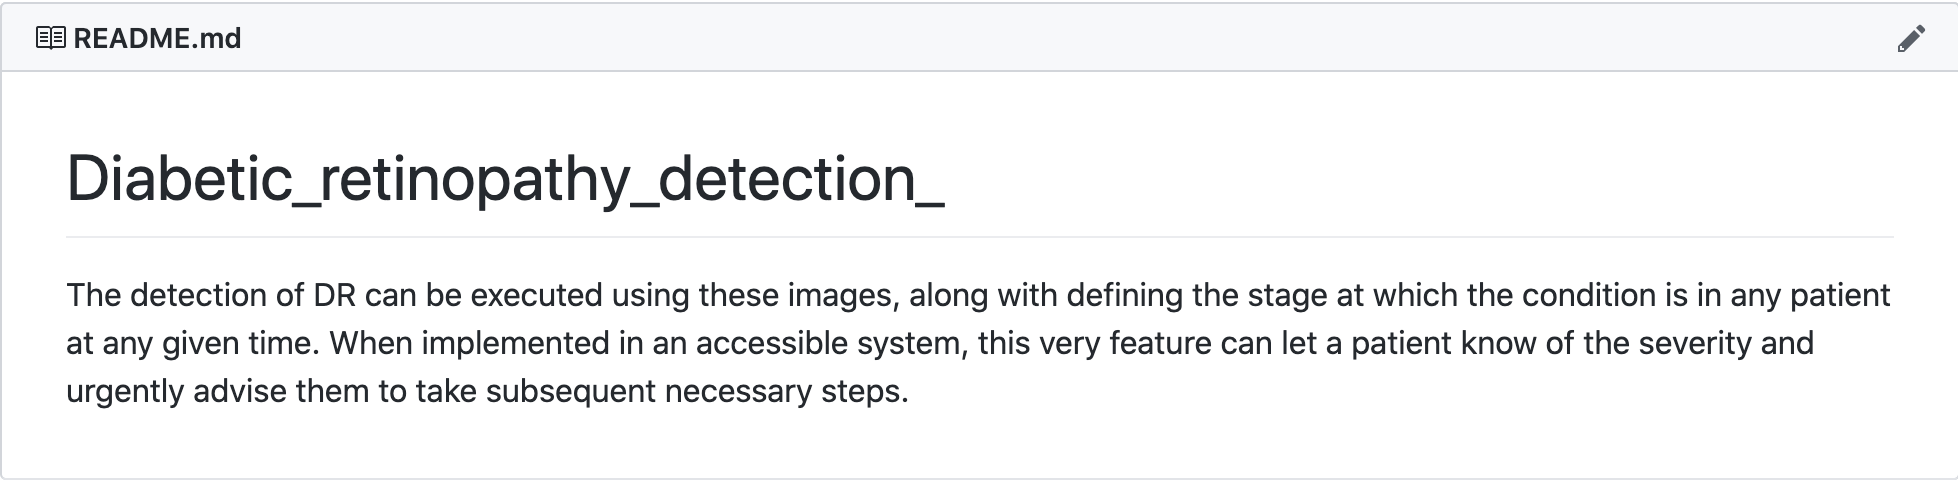 README.md
Diabetic_retinopathy_detection_
The detection of DR can be executed using these images, along with defining the stage at which the condition is in any patient
at any given time. When implemented in an accessible system, this very feature can let a patient know of the severity and
urgently advise them to take subsequent necessary steps.